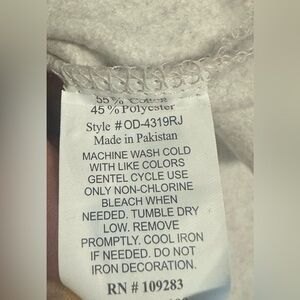 55% Cotton
45% Polyester
Style # OD-4319RJ
Made in Pakistan
MACHINE WASH COLD
WITH LIKE COLORS
GENTEL CYCLE USE
ONLY NON-CHLORINE
BLEACH WHEN
NEEDED. TUMBLE DRY
LOW. REMOVE
PROMPTLY. COOL IRON
IF NEEDED. DO NOT
IRON DECORATION.
RN # 109283